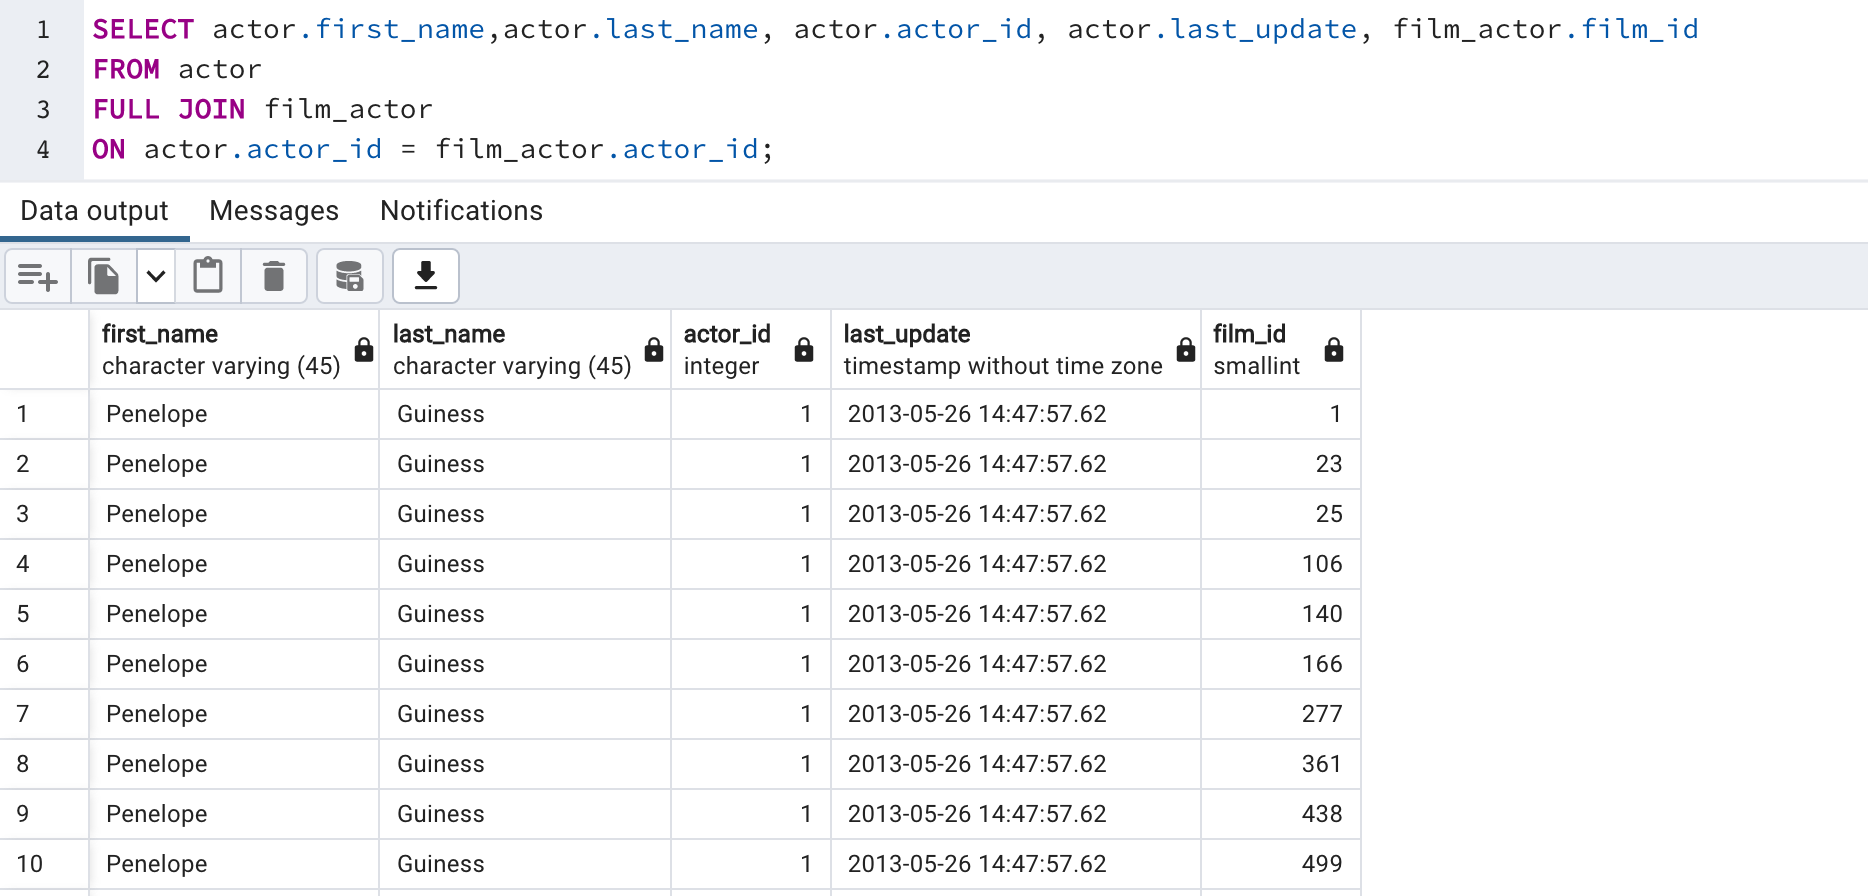 1 SELECT actor.first_name,actor.last_name, actor.actor_id, actor.last_update, film_actor.film_id
2 FROM actor
3 FULL JOIN film_actor
4 ON actor.actor_id = film_actor.actor_id;
Data output Messages Notifications
first_name last_name actor_id last_update film_id
character varying (45) character varying (45) integer timestamp without time zone smallint
1 Penelope Guiness 1 2013-05-26 14:47:57.62 1
2 Penelope Guiness 1 2013-05-26 14:47:57.62 23
3 Penelope Guiness 1 2013-05-26 14:47:57.62 25
4 Penelope Guiness 1 2013-05-26 14:47:57.62 106
5 Penelope Guiness 1 2013-05-26 14:47:57.62 140
6 Penelope Guiness 1 2013-05-26 14:47:57.62 166
7 Penelope Guiness 1 2013-05-26 14:47:57.62 277
8 Penelope Guiness 1 2013-05-26 14:47:57.62 361
9 Penelope Guiness 1 2013-05-26 14:47:57.62 438
10 Penelope Guiness 1 2013-05-26 14:47:57.62 499